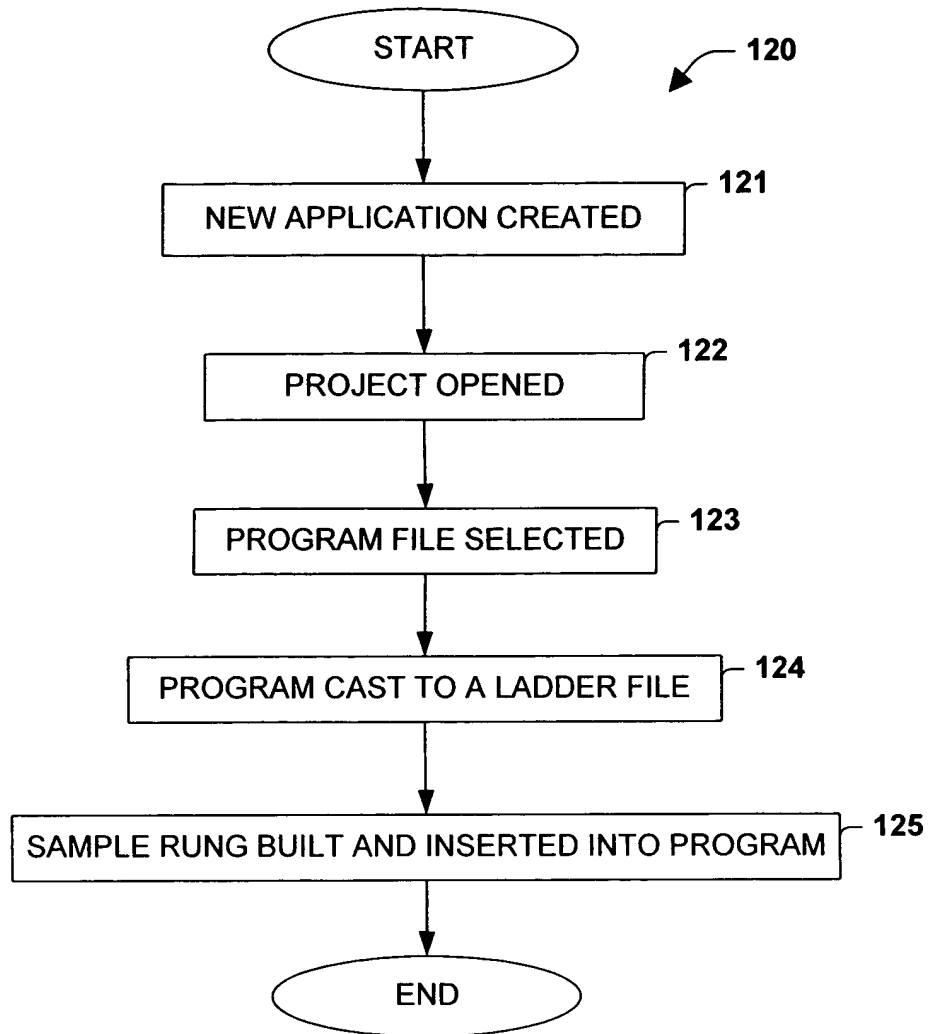 START
120
NEW APPLICATION CREATED
121
PROJECT OPENED
122
PROGRAM FILE SELECTED
123
PROGRAM CAST TO A LADDER FILE
124
SAMPLE RUNG BUILT AND INSERTED INTO PROGRAM
125
END